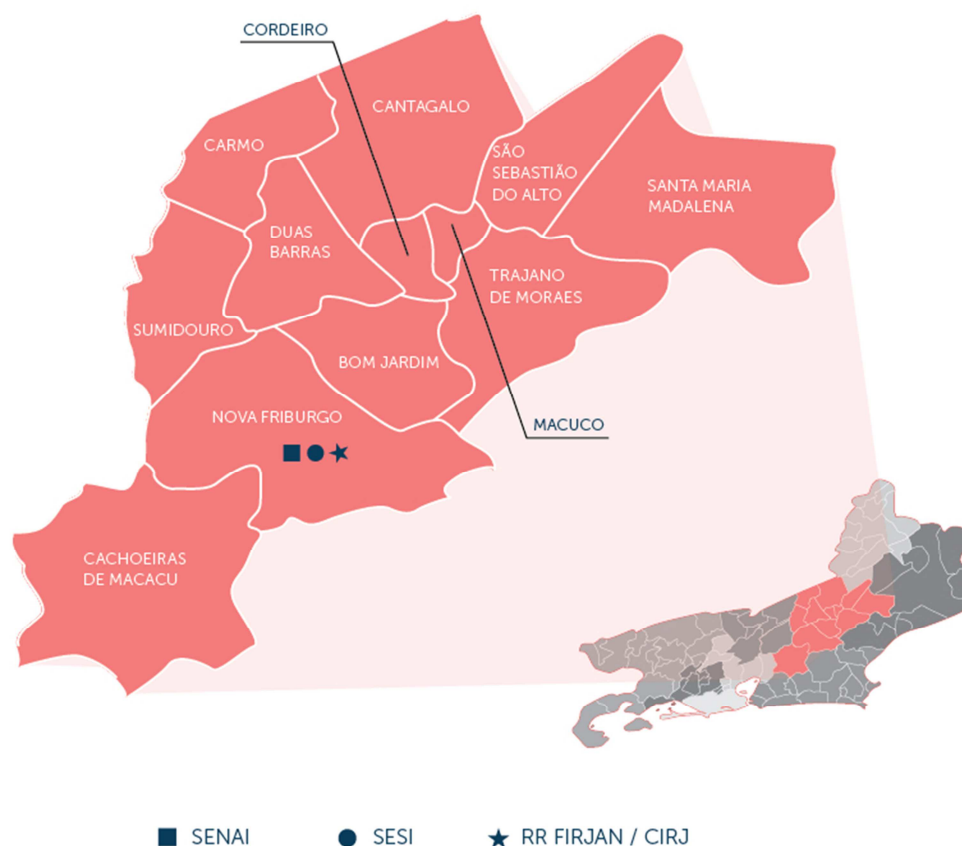 CORDEIRO
CANTAGALO
CARMO
SÃO
SEBASTIÃO
DO ALTO
SANTA MARIA
MADALENA
DUAS
BARRAS
TRAJANO
DE MORAES
SUMIDOURO
BOM JARDIM
NOVA FRIBURGO
MACUCO
CACHOEIRAS
DE MACACU
SENAI
SESI
RR FIRJAN / CIRJ